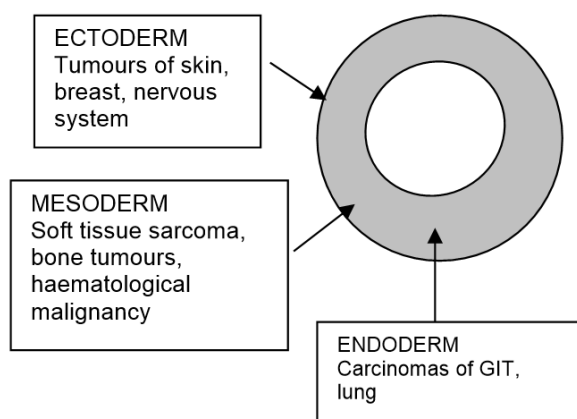 ECTODERM
Tumours of skin,
breast, nervous
system
MESODERM
Soft tissue sarcoma,
bone tumours,
haematological
malignancy
ENDODERM
Carcinomas of GIT,
lung